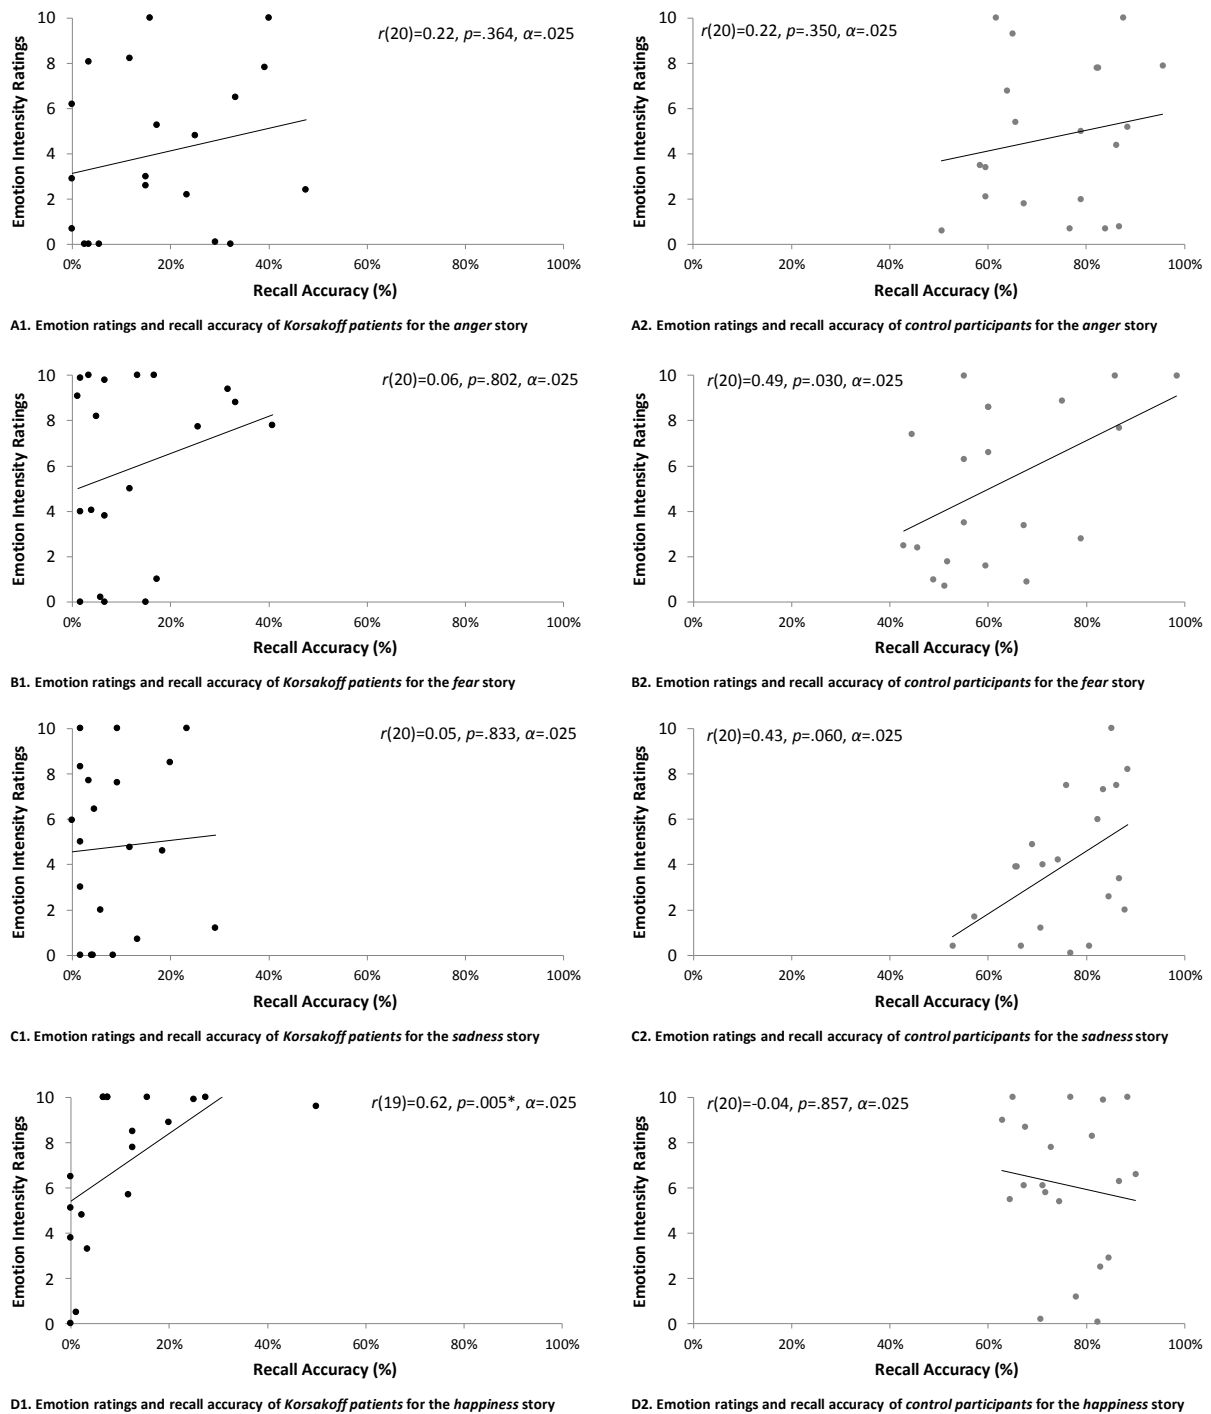 Emotion Intensity Ratings
10
8
6
4
2
0
r(20)=0.22, p=.364, α=.025
0% 20% 40% 60% 80% 100%
Recall Accuracy (%)
A1. Emotion ratings and recall accuracy of Korsakoff patients for the anger story
Emotion Intensity Ratings
10
8
6
4
2
0
r(20)=0.22, p=.350, α=.025
0% 20% 40% 60% 80% 100%
Recall Accuracy (%)
A2. Emotion ratings and recall accuracy of control participants for the anger story
Emotion Intensity Ratings
10
8
6
4
2
0
r(20)=0.06, p=.802, α=.025
0% 20% 40% 60% 80% 100%
Recall Accuracy (%)
B1. Emotion ratings and recall accuracy of Korsakoff patients for the fear story
Emotion Intensity Ratings
10
8
6
4
2
0
r(20)=0.49, p=.030, α=.025
0% 20% 40% 60% 80% 100%
Recall Accuracy (%)
B2. Emotion ratings and recall accuracy of control participants for the fear story
Emotion Intensity Ratings
10
8
6
4
2
0
r(20)=0.05, p=.833, α=.025
0% 20% 40% 60% 80% 100%
Recall Accuracy (%)
C1. Emotion ratings and recall accuracy of Korsakoff patients for the sadness story
Emotion Intensity Ratings
10
8
6
4
2
0
r(20)=0.43, p=.060, α=.025
0% 20% 40% 60% 80% 100%
Recall Accuracy (%)
C2. Emotion ratings and recall accuracy of control participants for the sadness story
Emotion Intensity Ratings
10
8
6
4
2
0
r(19)=0.62, p=.005*, α=.025
0% 20% 40% 60% 80% 100%
Recall Accuracy (%)
D1. Emotion ratings and recall accuracy of Korsakoff patients for the happiness story
Emotion Intensity Ratings
10
8
6
4
2
0
r(20)=-0.04, p=.857, α=.025
0% 20% 40% 60% 80% 100%
Recall Accuracy (%)
D2. Emotion ratings and recall accuracy of control participants for the happiness story